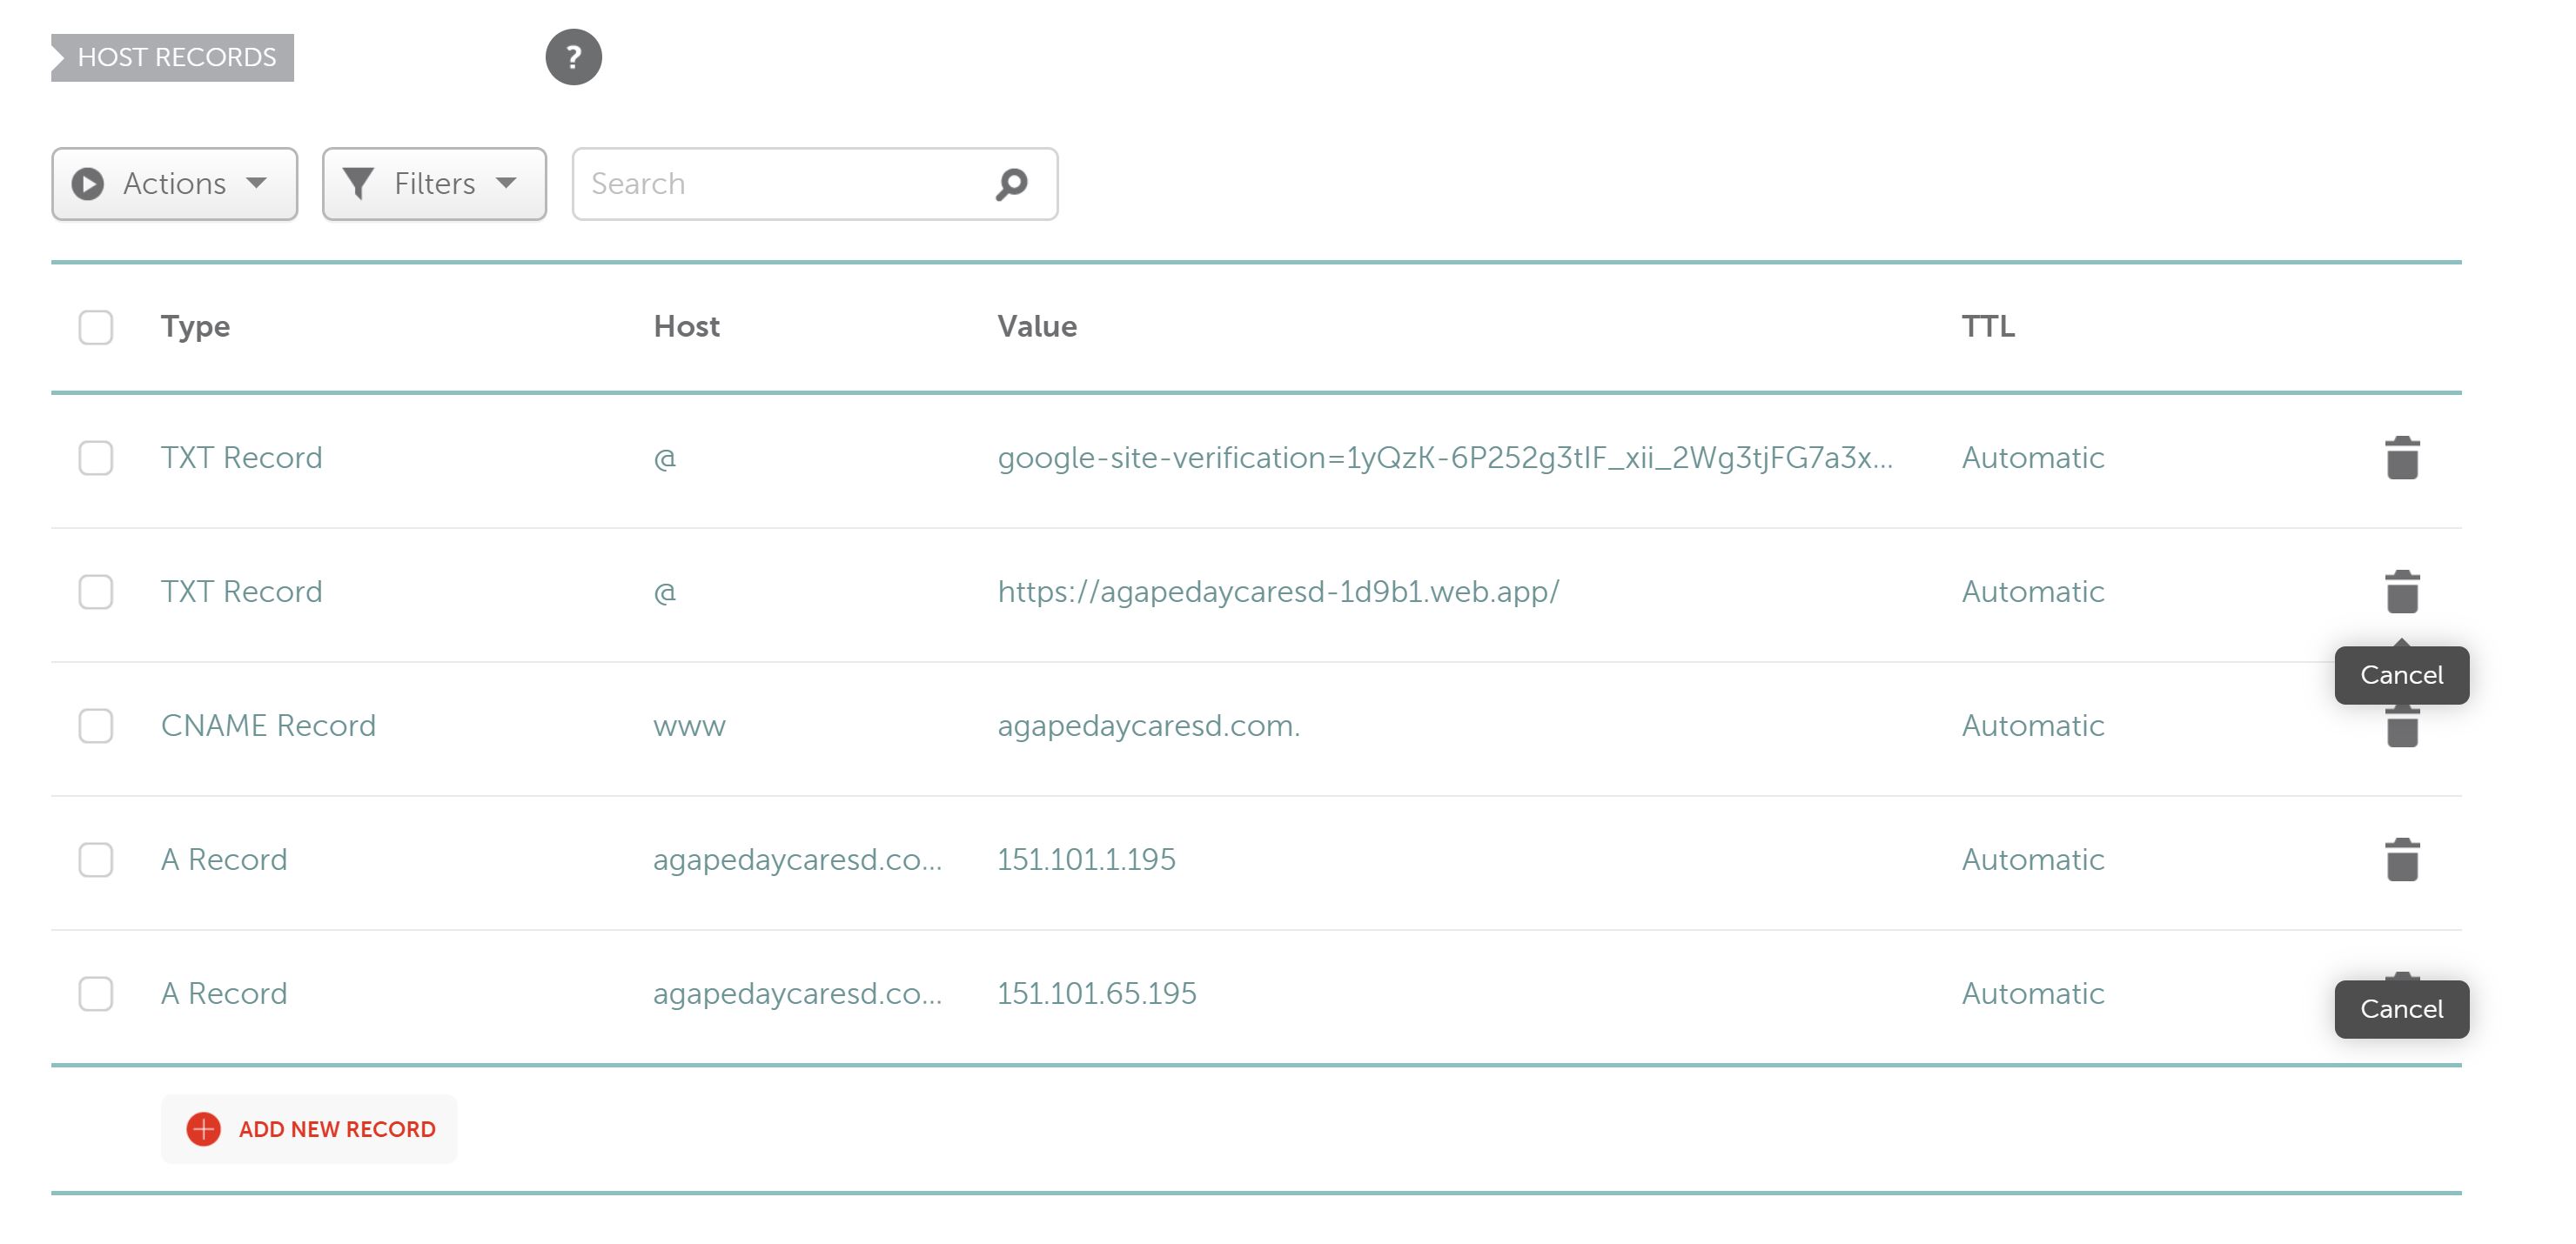 HOST RECORDS
?
Actions Filters Search
Type Host Value TTL
TXT Record @ google-site-verification=1yQzK-6P252g3tIF_xii_2Wg3tjFG7a3x... Automatic
TXT Record @ https://agapedaycaresd-1d9b1.web.app/ Automatic
Cancel
CNAME Record www agapedaycaresd.com. Automatic
A Record agapedaycaresd.co... 151.101.1.195 Automatic
A Record agapedaycaresd.co... 151.101.65.195 Automatic
Cancel
ADD NEW RECORD